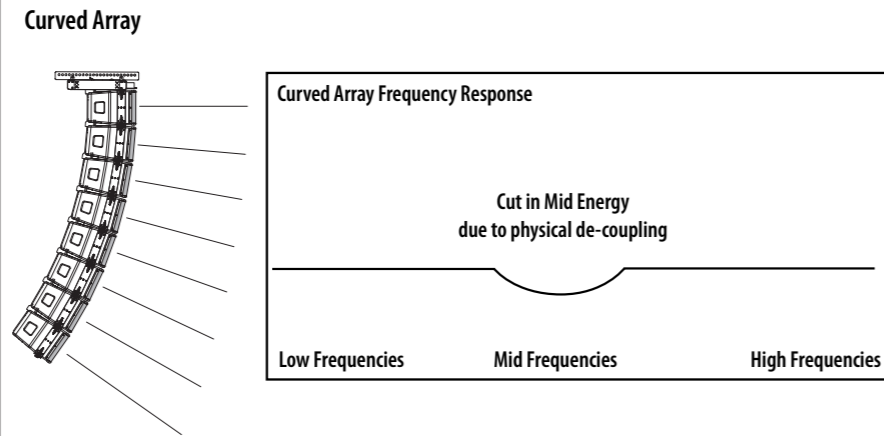 Curved Array
Curved Array Frequency Response
Cut in Mid Energy
due to physical de-coupling
Low Frequencies
Mid Frequencies
High Frequencies